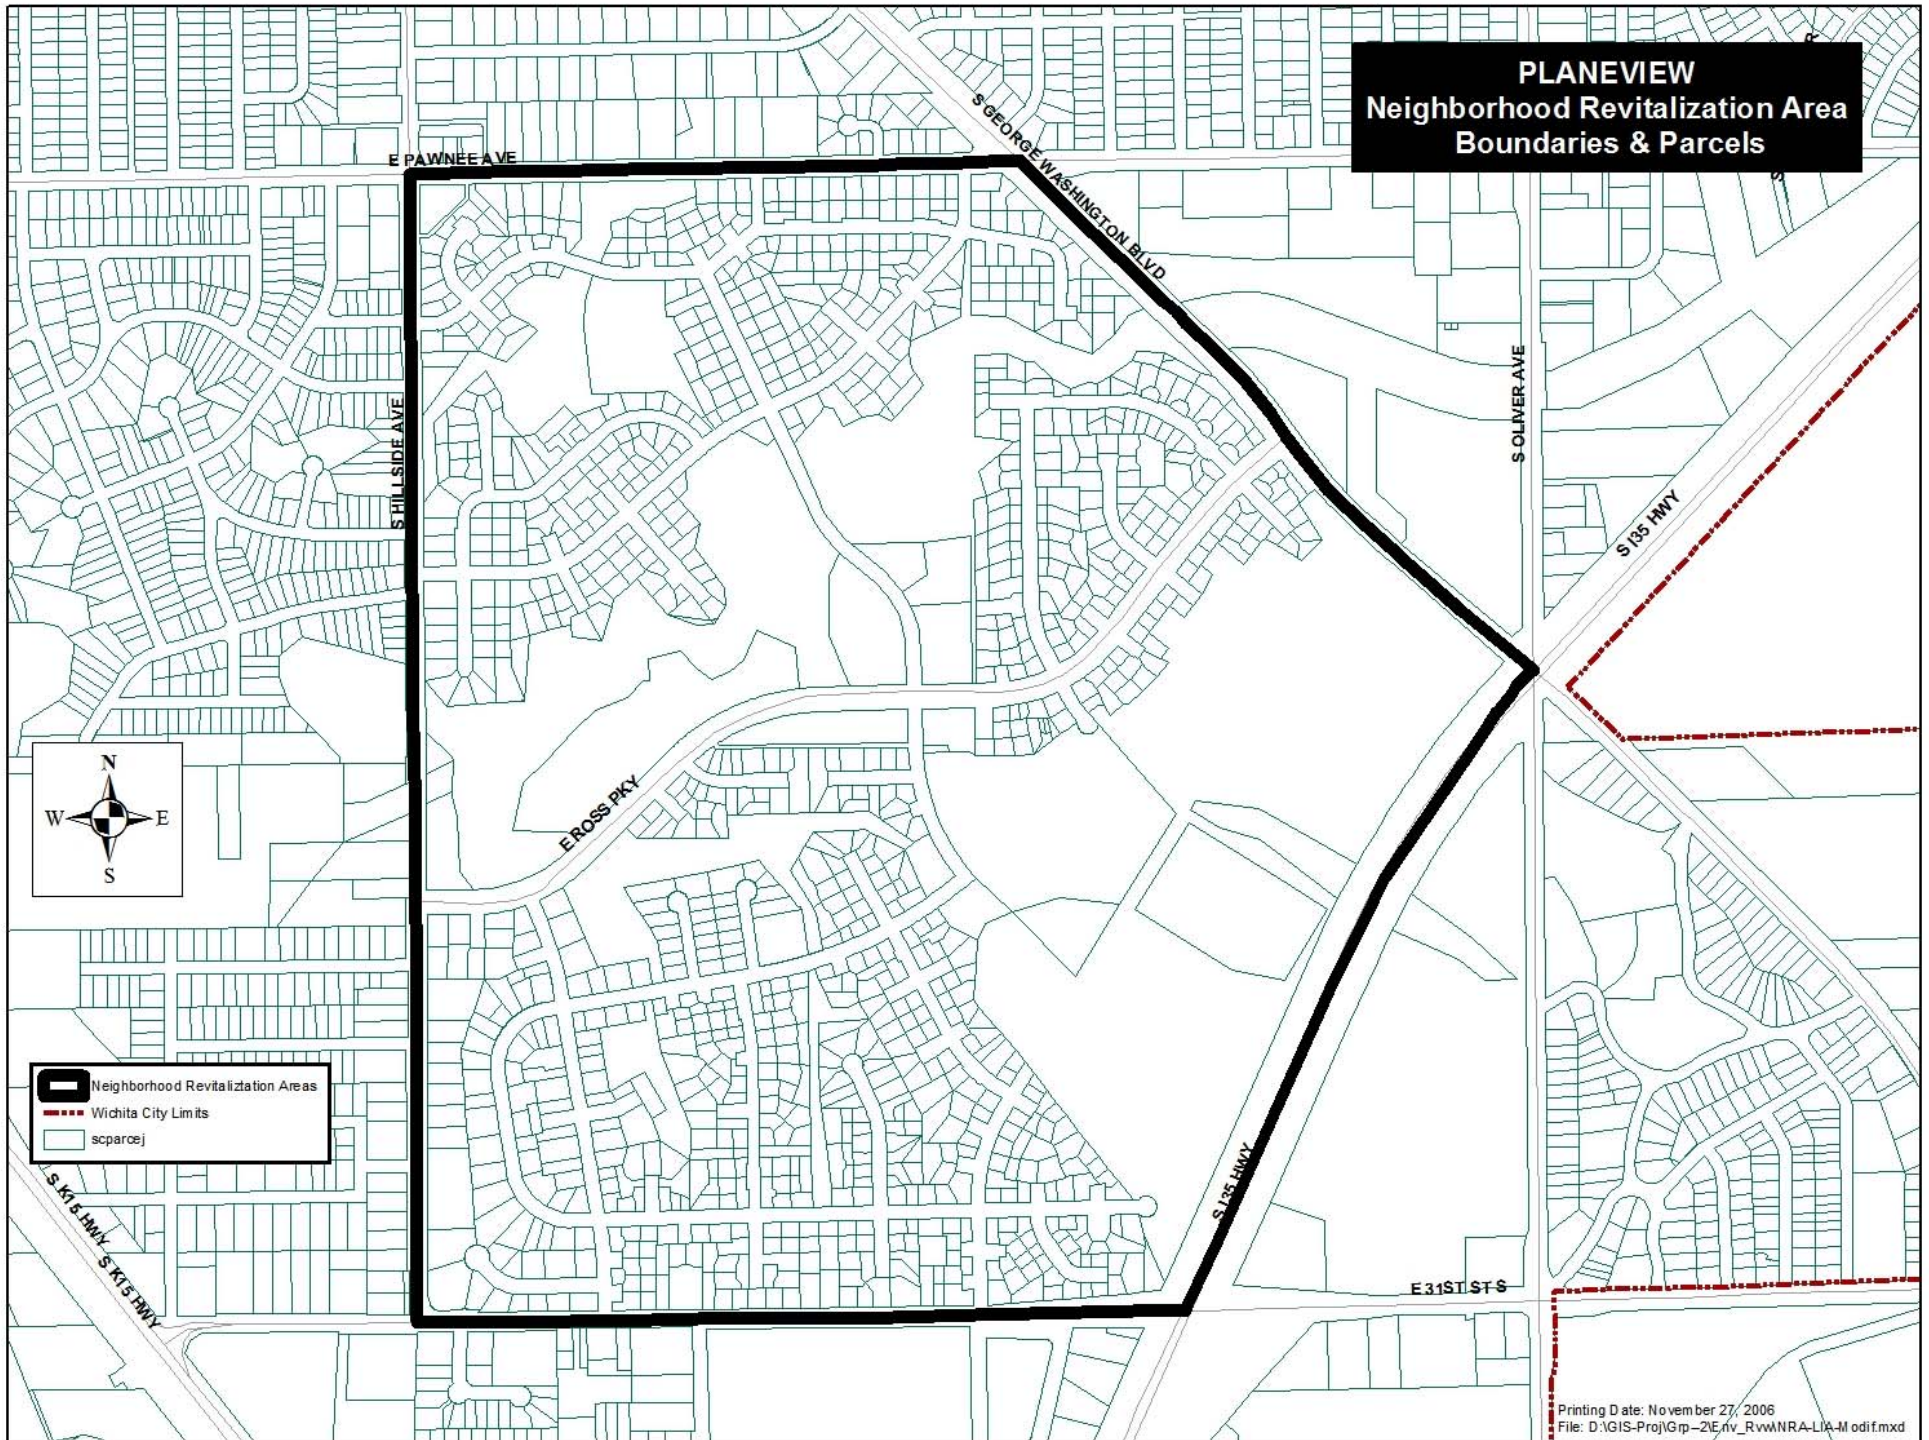 PLANEVIEW
Neighborhood Revitalization Area
Boundaries & Parcels
R
S
S GEORGE WASHINGTON BLVD
E PAWNEE AVE
S HILLSIDE AVE
S OLIVER AVE
S I35 HWY
E ROSS PKY
N
W
E
S
Neighborhood Revitaliztation Areas
Wichita City Limits
scparcej
S K15 HWY
S K15 HWY
S I35 HWY
E 31ST ST S
Printing Date: November 27, 2006
File: D:\GIS-Proj\Grp--2\Env_Rvw\NRA-LIA-Modif.mxd